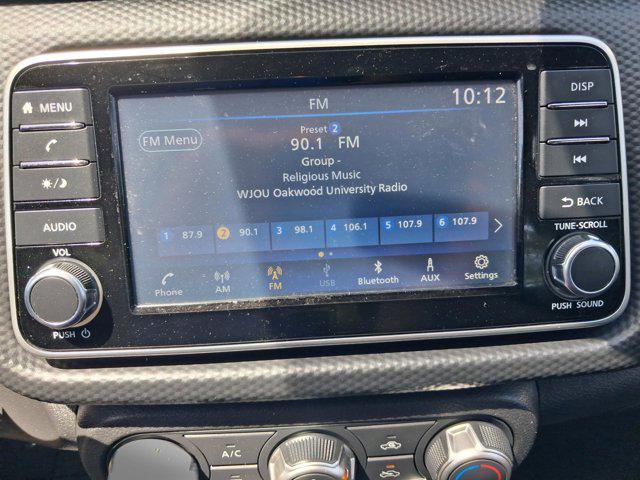 FM 10:12
MENU
DISP
FM Menu
Preset 2
90.1 FM
Group -
Religious Music
WJOU Oakwood University Radio
BACK
AUDIO
TUNE·SCROLL
1 87.9 2 90.1 3 98.1 4 106.1 5 107.9 6 107.9
VOL
Phone AM FM USB Bluetooth AUX Settings
PUSH
PUSH SOUND
A/C